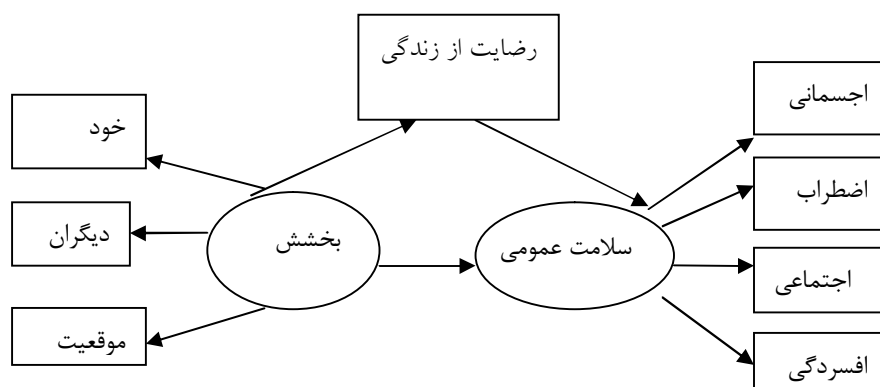 رضایت از زندگی
اجسمانی
خود
اضطراب
دیگران
بخشش
سلامت عمومی
اجتماعی
موقعیت
افسردگی